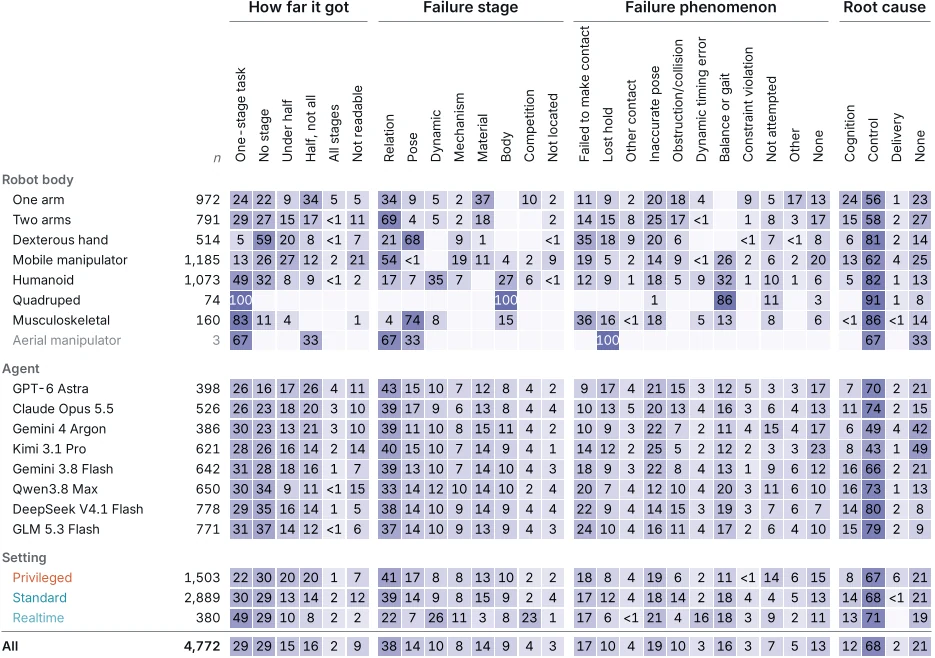 How far it got Failure stage Failure phenomenon Root cause
n One-stage task No stage Under half Half, not all All stages Not readable Relation Pose Dynamic Mechanism Material Body Competition Not located Failed to make contact Lost hold Other contact Inaccurate pose Obstruction/collision Dynamic timing error Balance or gait Constraint violation Not attempted Other None Cognition Control Delivery None
Robot body
One arm 972 24 22 9 34 5 5 34 9 5 2 37 10 2 11 9 2 20 18 4 9 5 17 13 24 56 1 23
Two arms 791 29 27 15 17 <1 11 69 4 5 2 18 2 14 15 8 25 17 <1 1 8 3 17 15 58 2 27
Dexterous hand 514 5 59 20 8 <1 7 21 68 9 1 <1 35 18 9 20 6 <1 7 <1 8 6 81 2 14
Mobile manipulator 1,185 13 26 27 12 2 21 54 <1 19 11 4 2 9 19 5 2 14 9 <1 26 2 6 2 20 13 62 4 25
Humanoid 1,073 49 32 8 9 <1 2 17 7 35 7 27 6 <1 12 9 1 18 5 9 32 1 10 1 6 5 82 1 13
Quadruped 74 100 100 1 86 11 3 91 1 8
Musculoskeletal 160 83 11 4 1 4 74 8 15 36 16 <1 18 5 13 8 6 <1 86 <1 14
Aerial manipulator 3 67 33 67 33 100 67 33
Agent
GPT-6 Astra 398 26 16 17 26 4 11 43 15 10 7 12 8 4 2 9 17 4 21 15 3 12 5 3 3 17 7 70 2 21
Claude Opus 5.5 526 26 23 18 20 3 10 39 17 9 6 13 8 4 4 10 13 5 20 13 4 16 3 6 4 13 11 74 2 15
Gemini 4 Argon 386 30 23 13 21 3 10 39 11 10 8 15 11 4 2 10 9 3 22 7 2 11 4 15 4 17 6 49 4 42
Kimi 3.1 Pro 621 28 26 16 14 2 14 40 15 10 7 14 9 4 1 14 12 2 25 5 2 12 2 3 3 23 8 43 1 49
Gemini 3.8 Flash 642 31 28 18 16 1 7 39 13 10 7 14 10 4 3 18 9 3 22 8 4 13 1 9 6 12 16 66 2 21
Qwen3.8 Max 650 30 34 9 11 <1 15 33 14 12 10 14 10 2 4 20 7 4 12 10 4 20 3 11 6 10 16 73 1 13
DeepSeek V4.1 Flash 778 29 35 16 14 1 5 38 14 10 9 14 9 4 4 22 9 4 14 15 3 19 3 7 6 7 14 80 2 8
GLM 5.3 Flash 771 31 37 14 12 <1 6 37 14 10 9 13 9 4 3 24 10 4 16 11 4 17 2 6 4 10 15 79 2 9
Setting
Privileged 1,503 22 30 20 20 1 7 41 17 8 8 13 10 2 2 18 8 4 19 6 2 11 <1 14 6 15 8 67 6 21
Standard 2,889 30 29 13 14 2 12 39 14 9 8 15 9 2 4 17 12 4 18 14 2 18 4 4 5 13 14 68 <1 21
Realtime 380 49 29 10 8 2 2 22 7 26 11 3 8 23 1 17 6 <1 21 4 16 18 3 9 2 11 13 71 19
All 4,772 29 29 15 16 2 9 38 14 10 8 14 9 4 3 17 10 4 19 10 3 16 3 7 5 13 12 68 2 21